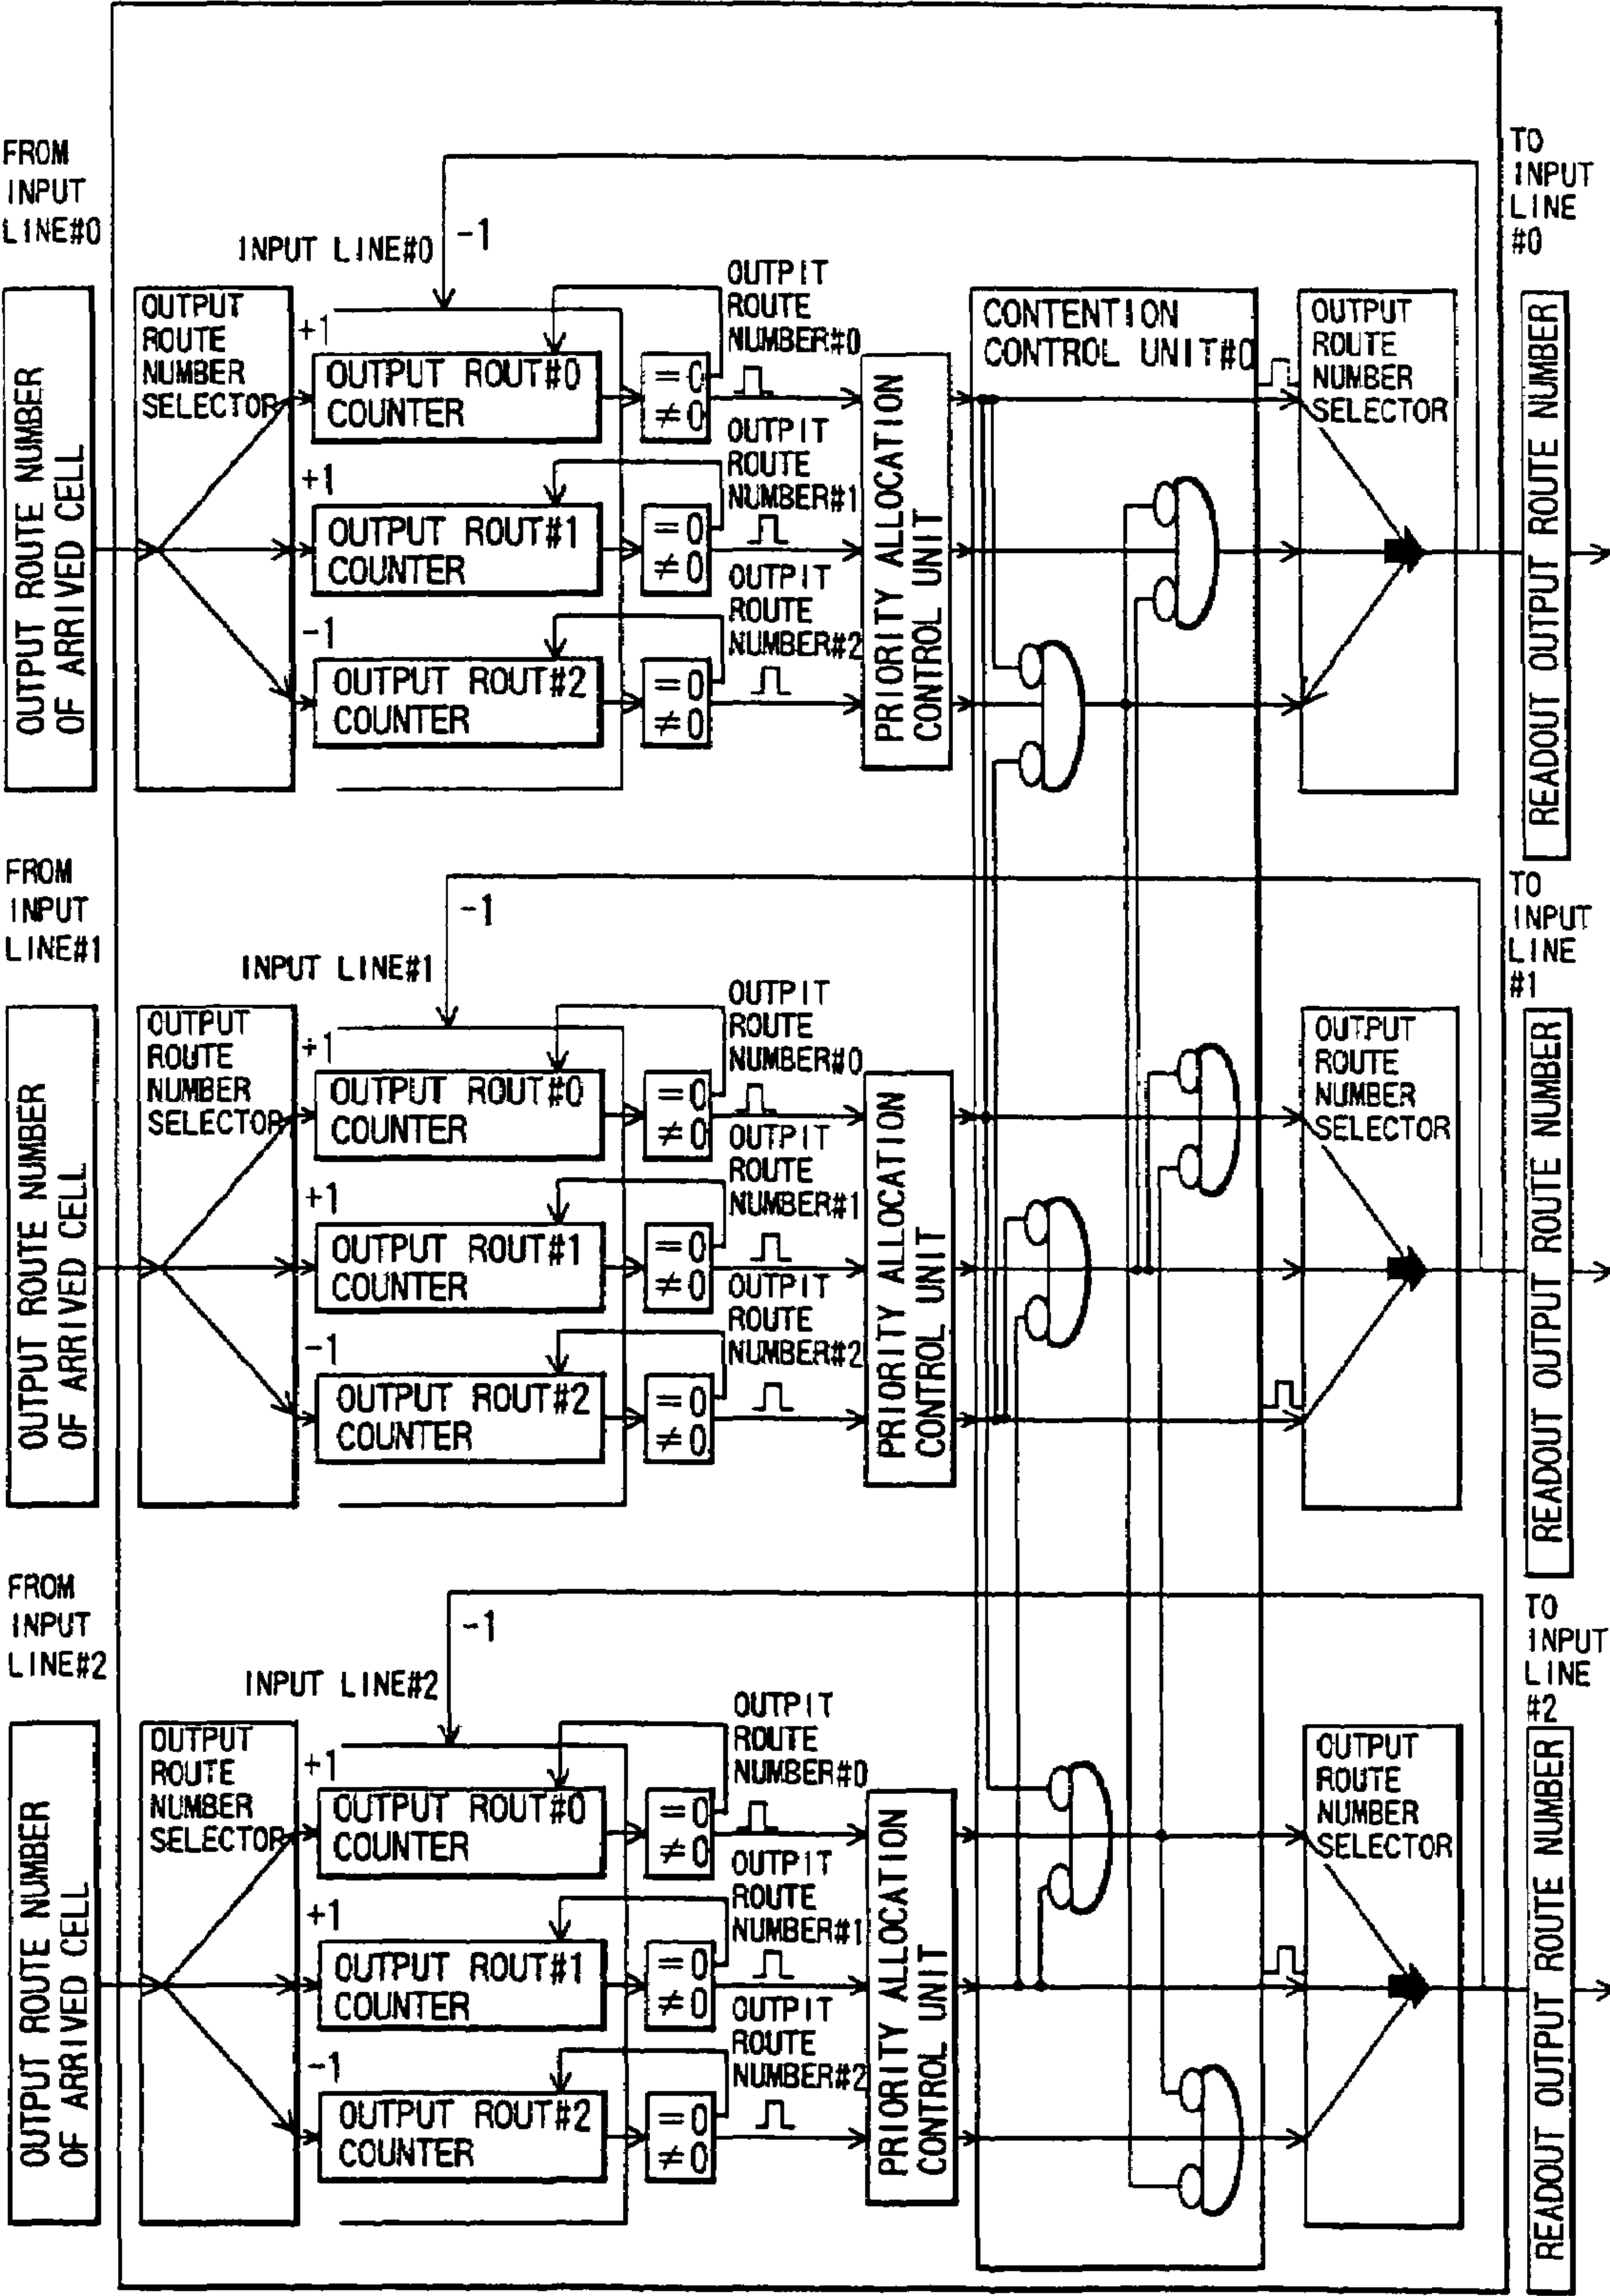 FROM
INPUT
LINE#0
OUTPUT ROUTE NUMBER
OF ARRIVED CELL
OUTPUT
ROUTE
NUMBER
SELECTOR
INPUT LINE#0
-1
+1
OUTPUT ROUT#0
COUNTER
+1
OUTPUT ROUT#1
COUNTER
-1
OUTPUT ROUT#2
COUNTER
=0
≠0
=0
≠0
=0
≠0
OUTPIT
ROUTE
NUMBER#0
OUTPIT
ROUTE
NUMBER#1
OUTPIT
ROUTE
NUMBER#2
PRIORITY ALLOCATION
CONTROL UNIT
CONTENTION
CONTROL UNIT#0
OUTPUT
ROUTE
NUMBER
SELECTOR
TO
INPUT
LINE
#0
READOUT OUTPUT ROUTE NUMBER
FROM
INPUT
LINE#1
OUTPUT ROUTE NUMBER
OF ARRIVED CELL
OUTPUT
ROUTE
NUMBER
SELECTOR
INPUT LINE#1
-1
+1
OUTPUT ROUT#0
COUNTER
+1
OUTPUT ROUT#1
COUNTER
-1
OUTPUT ROUT#2
COUNTER
=0
≠0
=0
≠0
=0
≠0
OUTPIT
ROUTE
NUMBER#0
OUTPIT
ROUTE
NUMBER#1
OUTPIT
ROUTE
NUMBER#2
PRIORITY ALLOCATION
CONTROL UNIT
OUTPUT
ROUTE
NUMBER
SELECTOR
TO
INPUT
LINE
#1
READOUT OUTPUT ROUTE NUMBER
FROM
INPUT
LINE#2
OUTPUT ROUTE NUMBER
OF ARRIVED CELL
OUTPUT
ROUTE
NUMBER
SELECTOR
INPUT LINE#2
-1
+1
OUTPUT ROUT#0
COUNTER
+1
OUTPUT ROUT#1
COUNTER
-1
OUTPUT ROUT#2
COUNTER
=0
≠0
=0
≠0
=0
≠0
OUTPIT
ROUTE
NUMBER#0
OUTPIT
ROUTE
NUMBER#1
OUTPIT
ROUTE
NUMBER#2
PRIORITY ALLOCATION
CONTROL UNIT
OUTPUT
ROUTE
NUMBER
SELECTOR
TO
INPUT
LINE
#2
READOUT OUTPUT ROUTE NUMBER